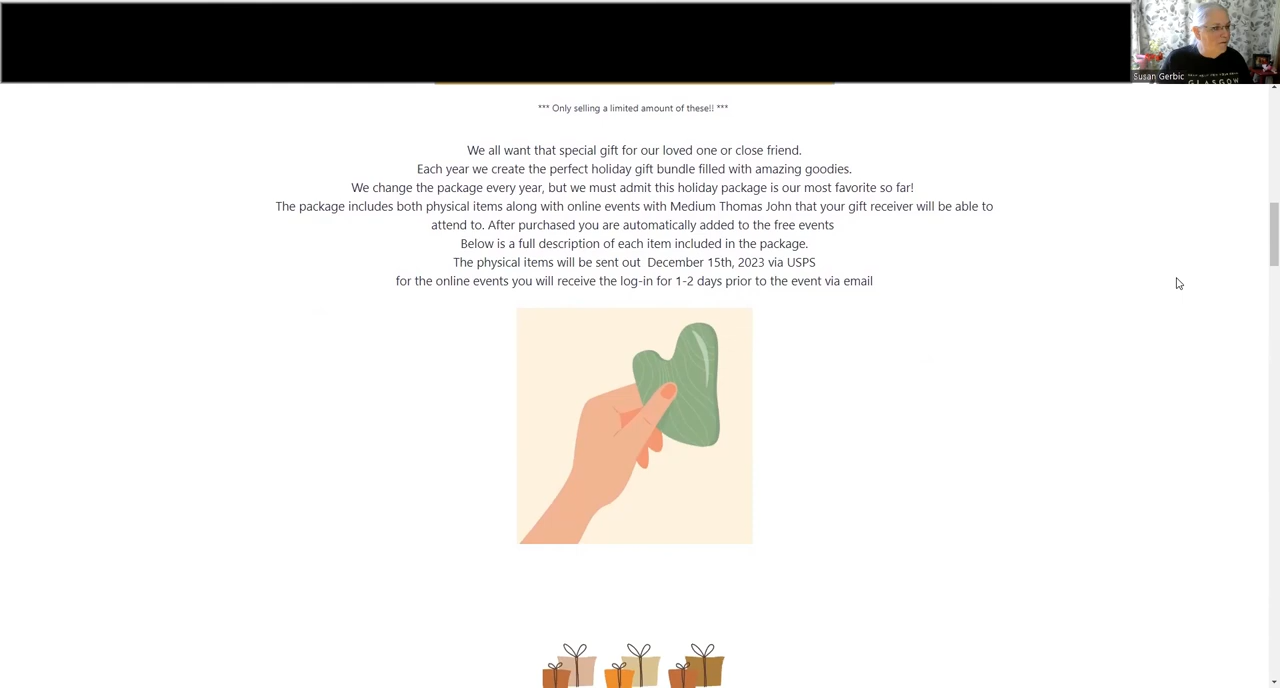 Susan Gerbic
GLASGOW
*** Only selling a limited amount of these!! ***
We all want that special gift for our loved one or close friend.
Each year we create the perfect holiday gift bundle filled with amazing goodies.
We change the package every year, but we must admit this holiday package is our most favorite so far!
The package includes both physical items along with online events with Medium Thomas John that your gift receiver will be able to
attend to. After purchased you are automatically added to the free events
Below is a full description of each item included in the package.
The physical items will be sent out December 15th, 2023 via USPS
for the online events you will receive the log-in for 1-2 days prior to the event via email